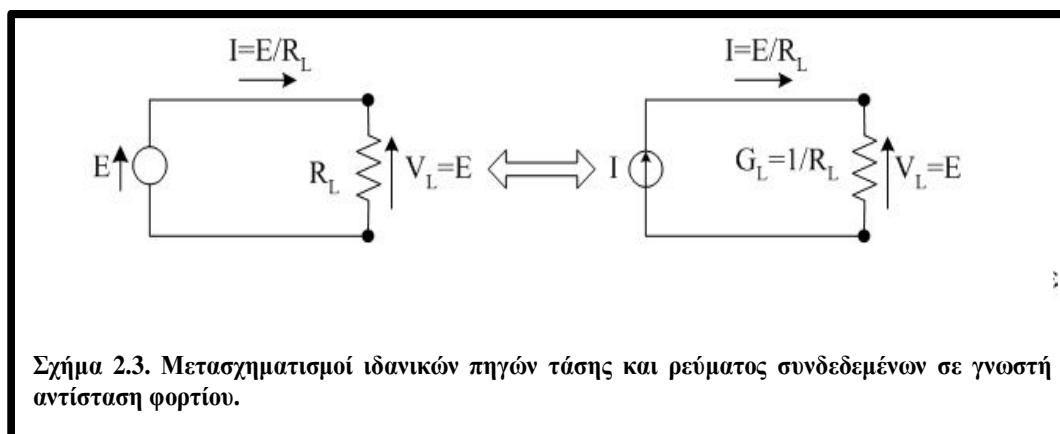 I=E/R_L
I=E/R_L
E
R_L
V_L=E
I
G_L=1/R_L
V_L=E
Σχήμα 2.3. Μετασχηματισμοί ιδανικών πηγών τάσης και ρεύματος συνδεδεμένων σε γνωστή
αντίσταση φορτίου.